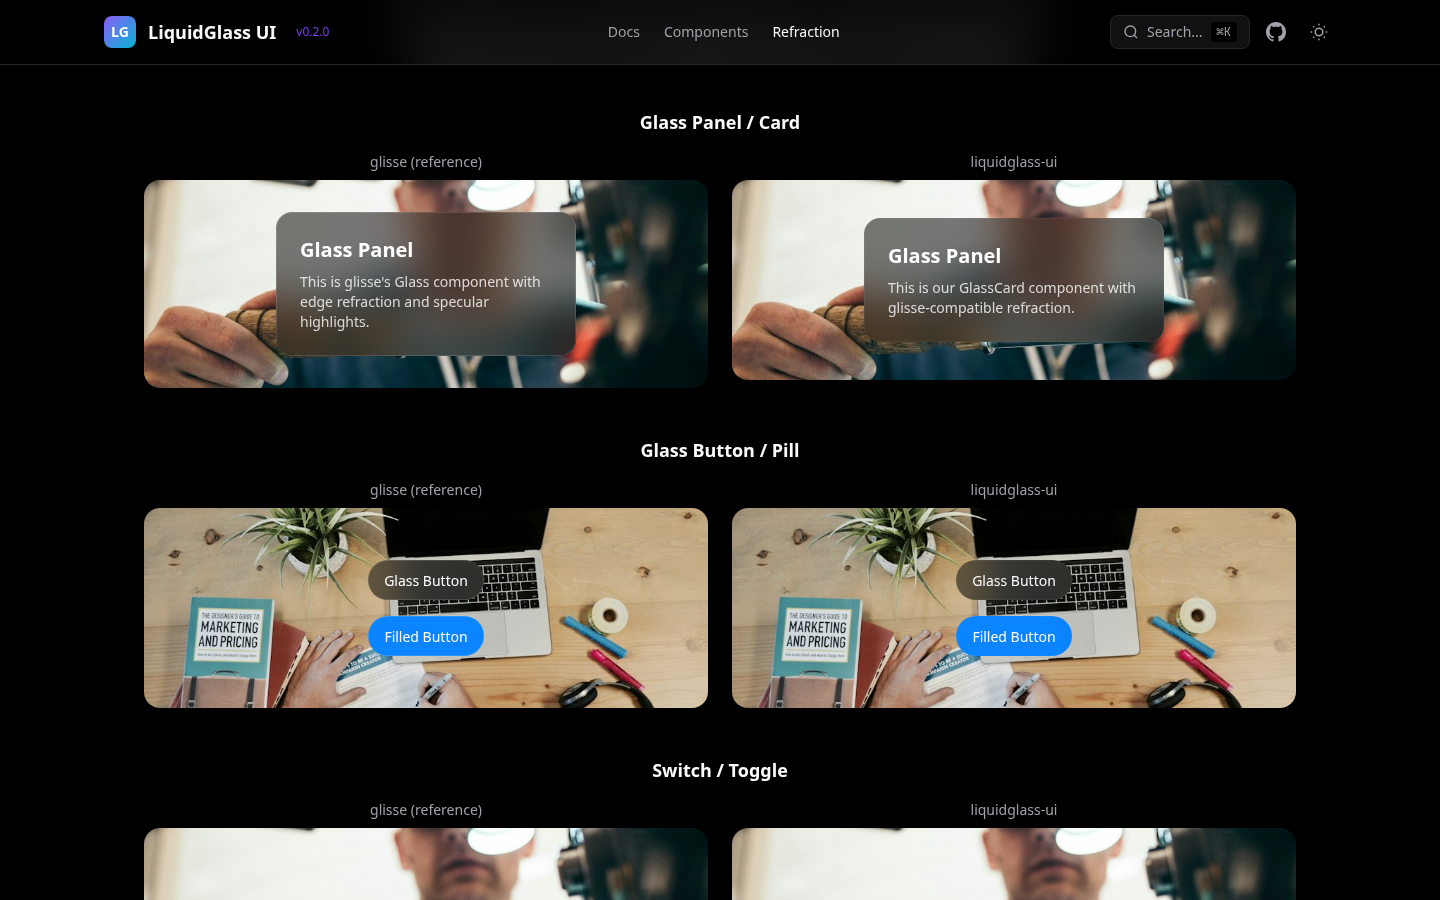 LG LiquidGlass UI v0.2.0 Docs Components Refraction Search... ⌘K
Glass Panel / Card
glisse (reference) liquidglass-ui
Glass Panel
This is glisse's Glass component with
edge refraction and specular
highlights.
Glass Panel
This is our GlassCard component with
glisse-compatible refraction.
Glass Button / Pill
glisse (reference) liquidglass-ui
THE DESIGNER'S GUIDE TO
MARKETING
AND PRICING
Glass Button
Filled Button
THE DESIGNER'S GUIDE TO
MARKETING
AND PRICING
Glass Button
Filled Button
Switch / Toggle
glisse (reference) liquidglass-ui